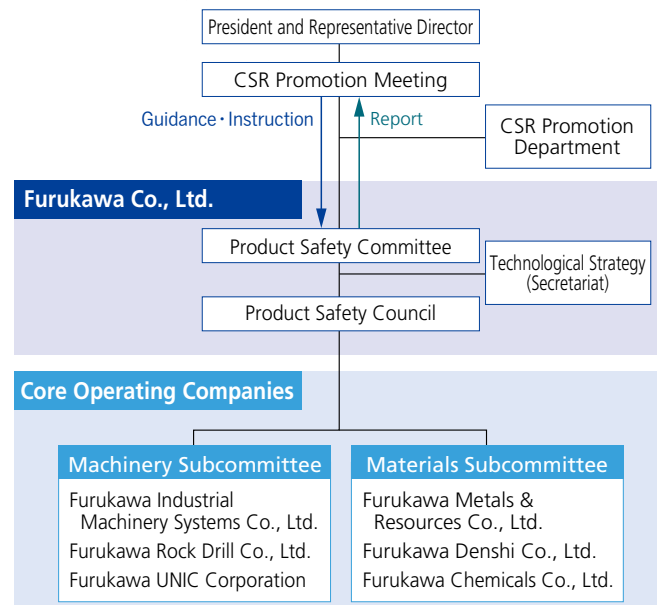 President and Representative Director
CSR Promotion Meeting
Guidance・Instruction
Report
CSR Promotion
Department
Furukawa Co., Ltd.
Product Safety Committee
Technological Strategy
(Secretariat)
Product Safety Council
Core Operating Companies
Machinery Subcommittee
Furukawa Industrial
Machinery Systems Co., Ltd.
Furukawa Rock Drill Co., Ltd.
Furukawa UNIC Corporation
Materials Subcommittee
Furukawa Metals &
Resources Co., Ltd.
Furukawa Denshi Co., Ltd.
Furukawa Chemicals Co., Ltd.